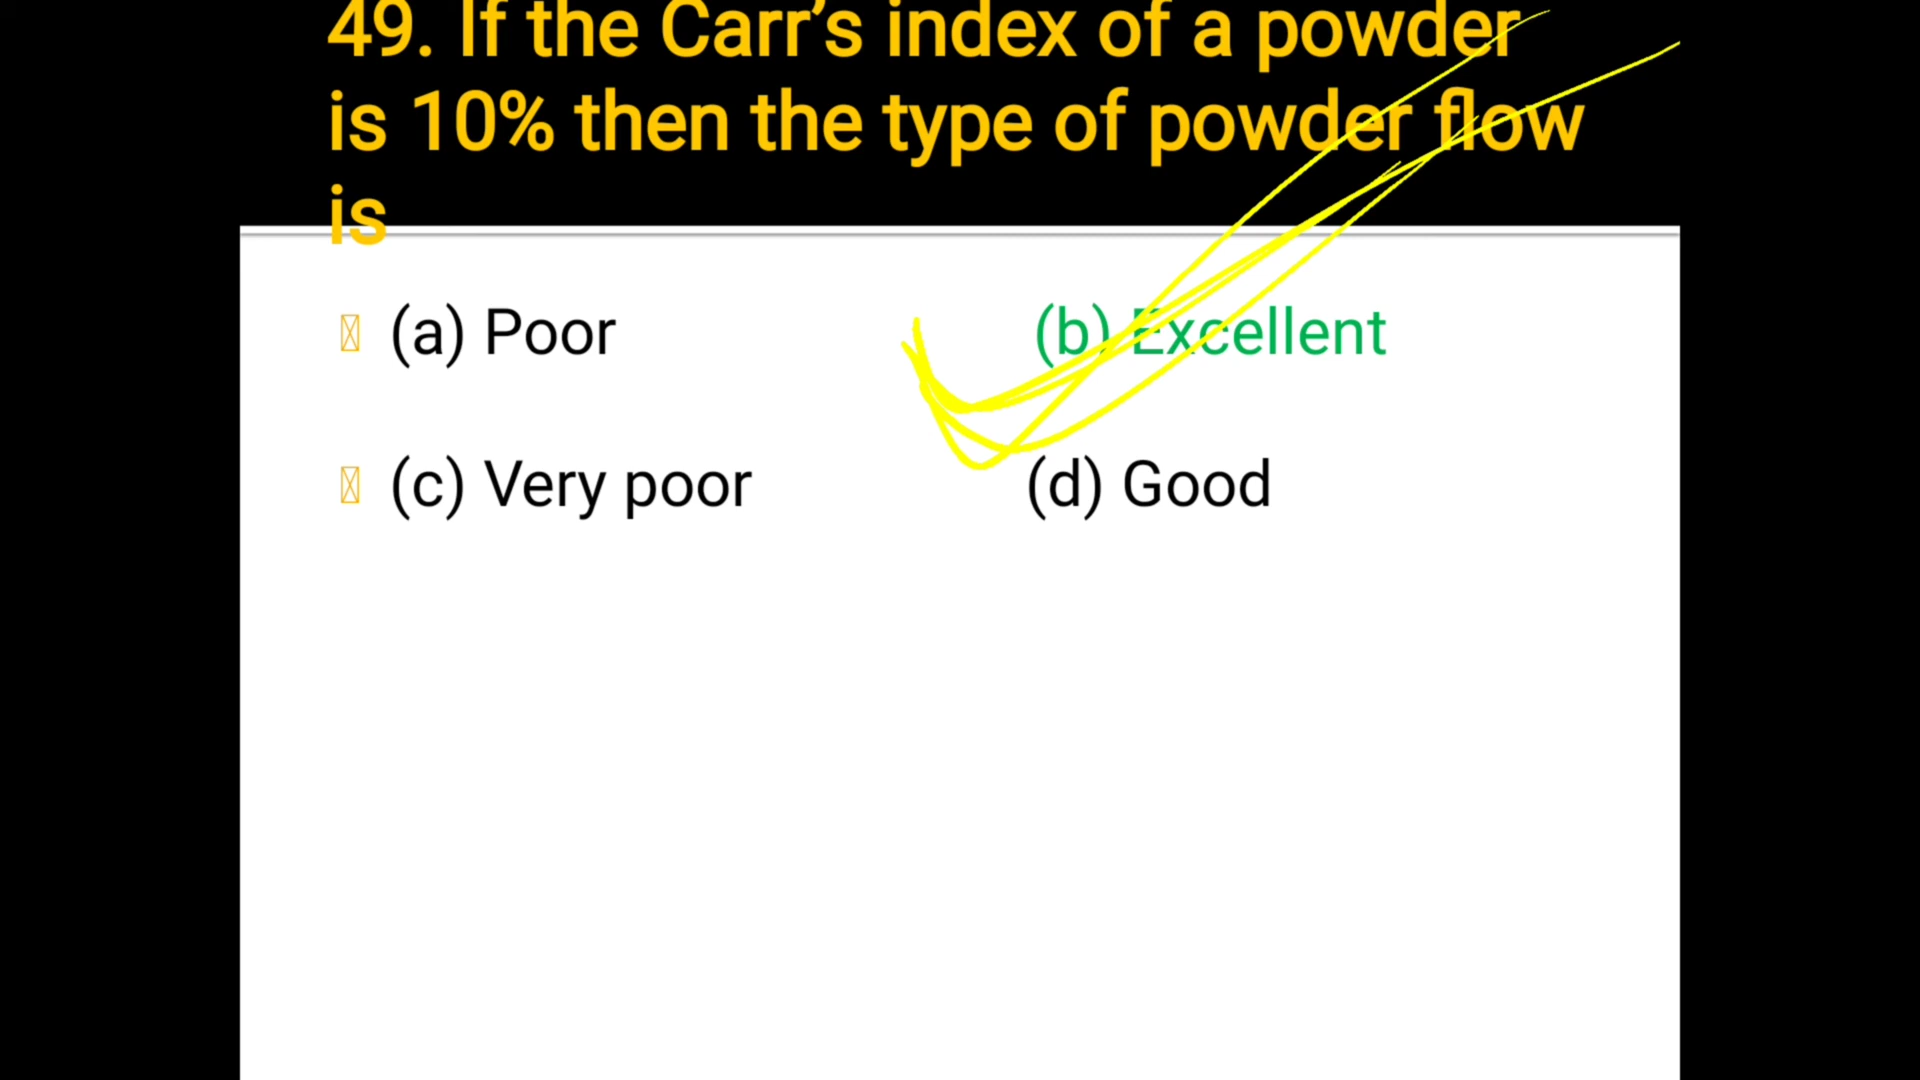 49. If the Carr's index of a powder
is 10% then the type of powder flow
is
(a) Poor (b) Excellent
(c) Very poor (d) Good